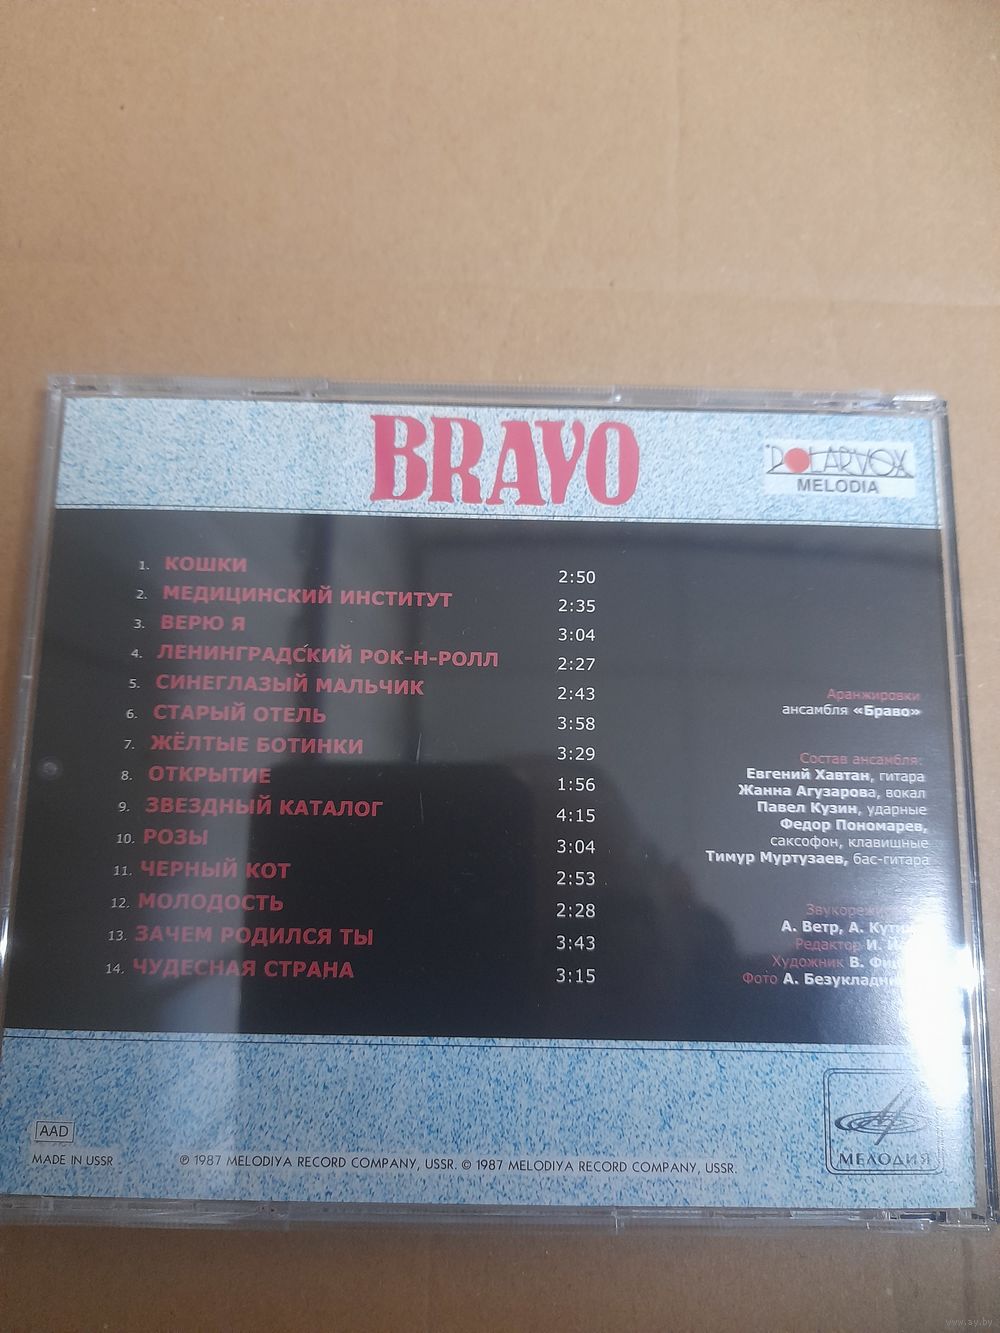 BRAVO
POLARVOX
MELODIA
1. КОШКИ 2:50
2. МЕДИЦИНСКИЙ ИНСТИТУТ 2:35
3. ВЕРЮ Я 3:04
4. ЛЕНИНГРАДСКИЙ РОК-Н-РОЛЛ 2:27
5. СИНЕГЛАЗЫЙ МАЛЬЧИК 2:43
6. СТАРЫЙ ОТЕЛЬ 3:58
7. ЖЁЛТЫЕ БОТИНКИ 3:29
8. ОТКРЫТИЕ 1:56
9. ЗВЕЗДНЫЙ КАТАЛОГ 4:15
10. РОЗЫ 3:04
11. ЧЕРНЫЙ КОТ 2:53
12. МОЛОДОСТЬ 2:28
13. ЗАЧЕМ РОДИЛСЯ ТЫ 3:43
14. ЧУДЕСНАЯ СТРАНА 3:15
Аранжировки
ансамбля «Браво»
Состав ансамбля:
Евгений Хавтан, гитара
Жанна Агузарова, вокал
Павел Кузин, ударные
Федор Пономарев,
саксофон, клавишные
Тимур Муртузаев, бас-гитара
А. Ветр, А.
Редактор И.
Художник В.
Фото А.
МЕЛОДИЯ
AAD
MADE IN USSR
℗ 1987 MELODIYA RECORD COMPANY, USSR. © 1987 MELODIYA RECORD COMPANY, USSR.
www.ay.by